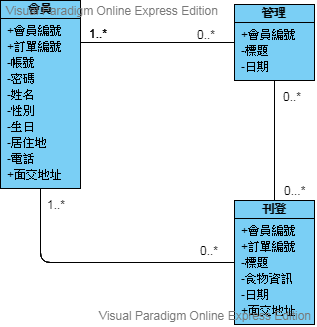 Visual Paradigm Online Express Edition
會員
+會員編號
+訂單編號
-帳號
-密碼
-姓名
-性別
-生日
-居住地
-電話
+面交地址
1..*
0..*
管理
+會員編號
-標題
-日期
0..*
0...*
1..*
0..*
刊登
+會員編號
+訂單編號
-標題
-食物資訊
-日期
+面交地址
Visual Paradigm Online Express Edition